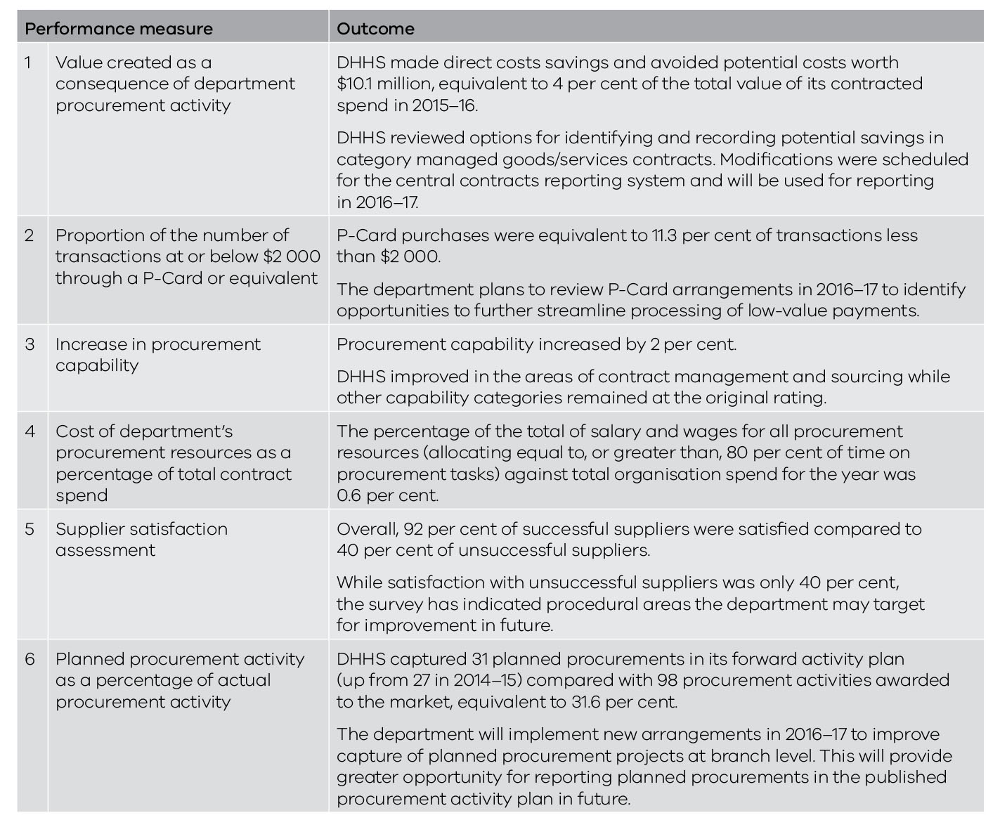 Performance measure
Outcome
1
Value created as a
consequence of department
procurement activity
DHHS made direct costs savings and avoided potential costs worth
$10.1 million, equivalent to 4 per cent of the total value of its contracted
spend in 2015–16.
DHHS reviewed options for identifying and recording potential savings in
category managed goods/services contracts. Modifications were scheduled
for the central contracts reporting system and will be used for reporting
in 2016–17.
2
Proportion of the number of
transactions at or below $2 000
through a P-Card or equivalent
P-Card purchases were equivalent to 11.3 per cent of transactions less
than $2 000.
The department plans to review P-Card arrangements in 2016–17 to identify
opportunities to further streamline processing of low-value payments.
3
Increase in procurement
capability
Procurement capability increased by 2 per cent.
DHHS improved in the areas of contract management and sourcing while
other capability categories remained at the original rating.
4
Cost of department’s
procurement resources as a
percentage of total contract
spend
The percentage of the total of salary and wages for all procurement
resources (allocating equal to, or greater than, 80 per cent of time on
procurement tasks) against total organisation spend for the year was
0.6 per cent.
5
Supplier satisfaction
assessment
Overall, 92 per cent of successful suppliers were satisfied compared to
40 per cent of unsuccessful suppliers.
While satisfaction with unsuccessful suppliers was only 40 per cent,
the survey has indicated procedural areas the department may target
for improvement in future.
6
Planned procurement activity
as a percentage of actual
procurement activity
DHHS captured 31 planned procurements in its forward activity plan
(up from 27 in 2014–15) compared with 98 procurement activities awarded
to the market, equivalent to 31.6 per cent.
The department will implement new arrangements in 2016–17 to improve
capture of planned procurement projects at branch level. This will provide
greater opportunity for reporting planned procurements in the published
procurement activity plan in future.